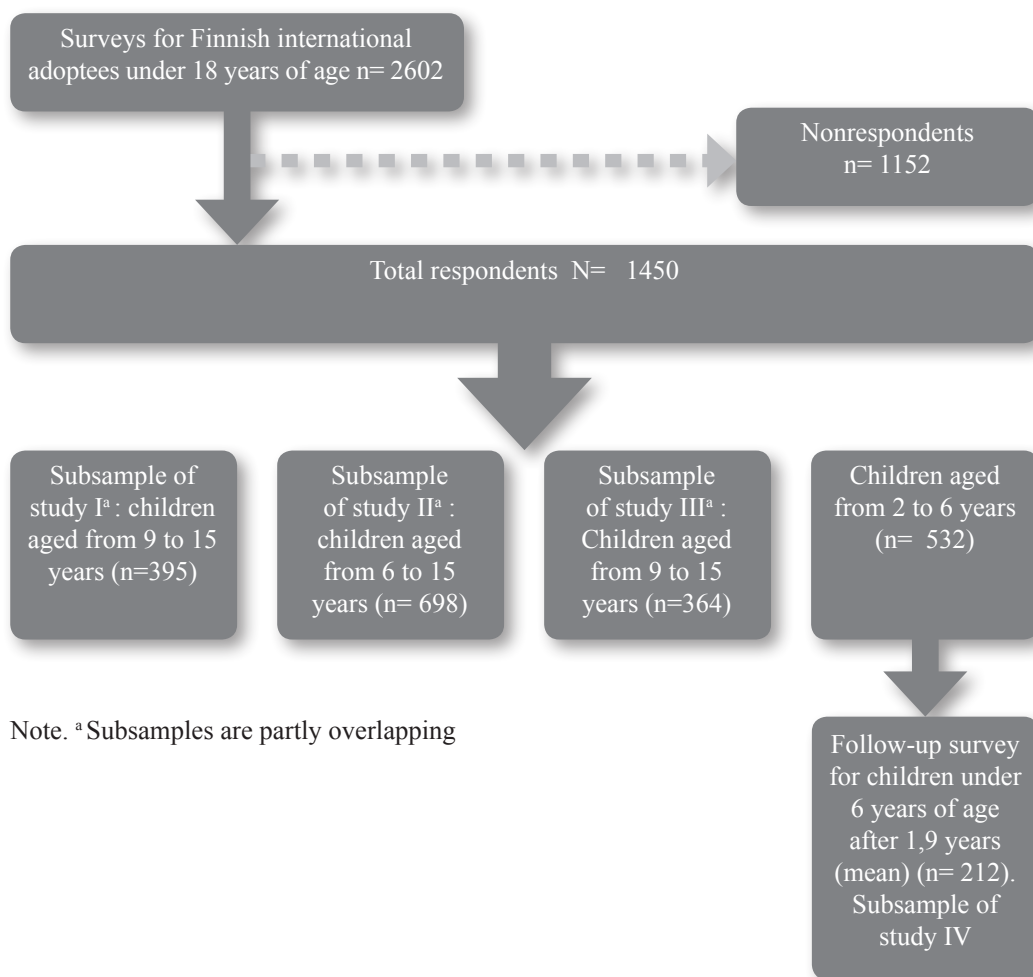 Surveys for Finnish international
adoptees under 18 years of age n= 2602
Nonrespondents
n= 1152
Total respondents N= 1450
Subsample of
study Iᵃ : children
aged from 9 to 15
years (n=395)
Subsample
of study IIᵃ :
children aged
from 6 to 15
years (n= 698)
Subsample
of study IIIᵃ :
Children aged
from 9 to 15
years (n=364)
Children aged
from 2 to 6 years
(n= 532)
Note. ᵃ Subsamples are partly overlapping
Follow-up survey
for children under
6 years of age
after 1,9 years
(mean) (n= 212).
Subsample of
study IV